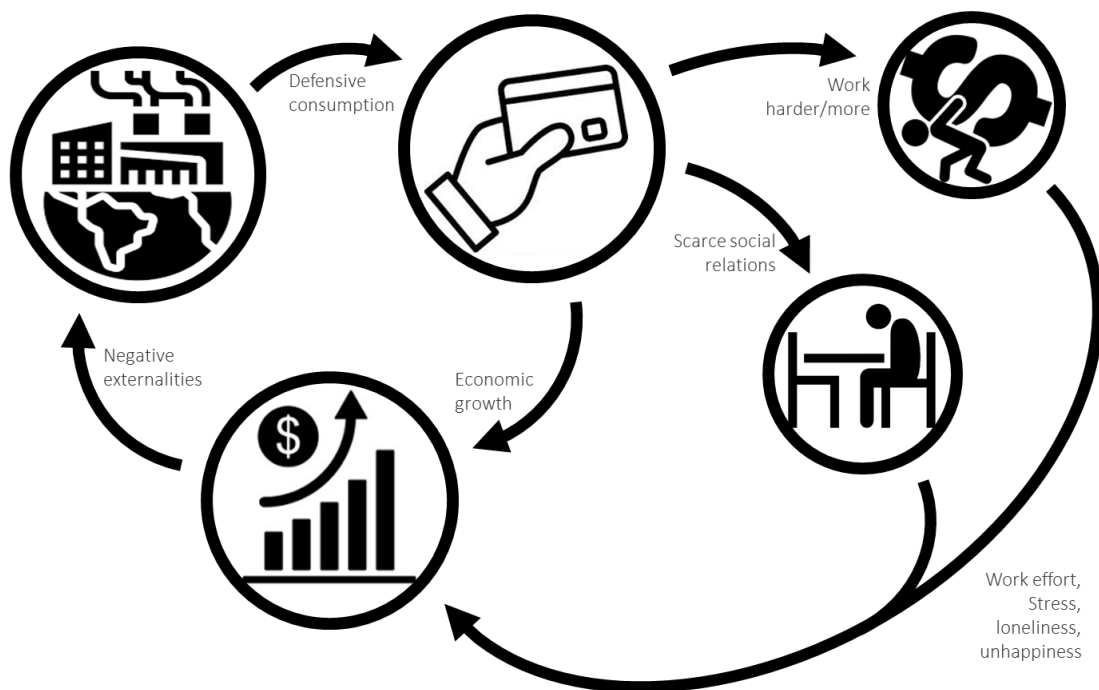 Defensive
consumption
Work
harder/more
Scarce social
relations
Negative
externalities
Economic
growth
$
Work effort,
Stress,
loneliness,
unhappiness